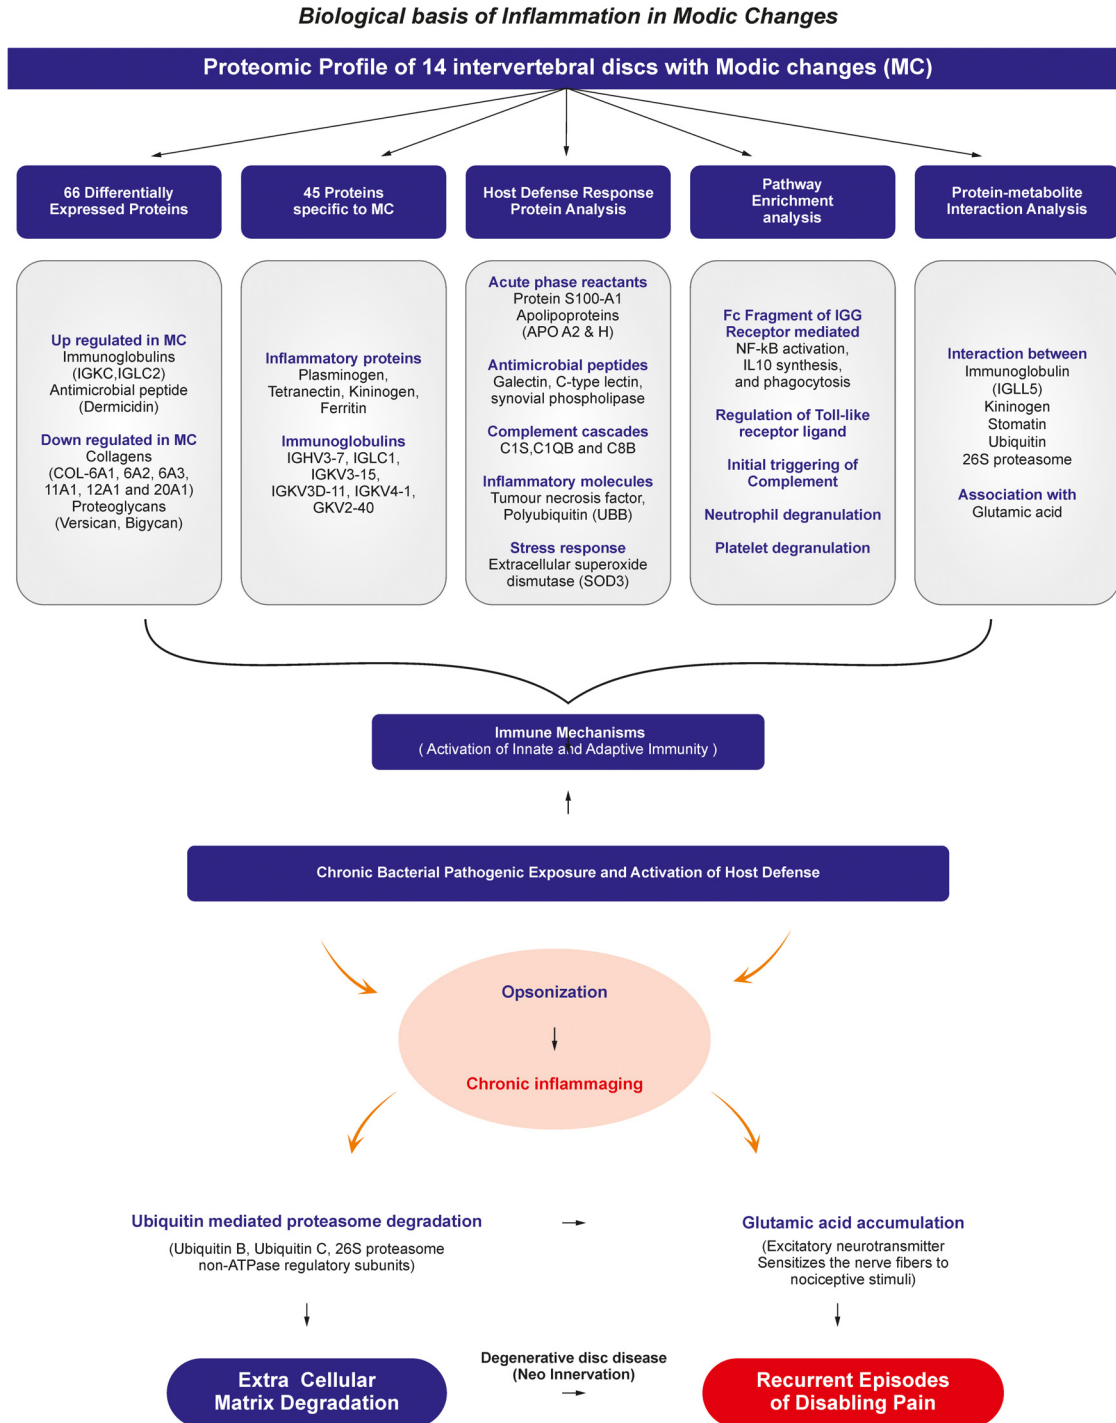 Biological basis of Inflammation in Modic Changes
Proteomic Profile of 14 intervertebral discs with Modic changes (MC)
66 Differentially
Expressed Proteins
45 Proteins
specific to MC
Host Defense Response
Protein Analysis
Pathway
Enrichment
analysis
Protein-metabolite
Interaction Analysis
Up regulated in MC
Immunoglobulins
(IGKC,IGLC2)
Antimicrobial peptide
(Dermicidin)
Down regulated in MC
Collagens
(COL-6A1, 6A2, 6A3,
11A1, 12A1 and 20A1)
Proteoglycans
(Versican, Bigycan)
Inflammatory proteins
Plasminogen,
Tetranectin, Kininogen,
Ferritin
Immunoglobulins
IGHV3-7, IGLC1,
IGKV3-15,
IGKV3D-11, IGKV4-1,
GKV2-40
Acute phase reactants
Protein S100-A1
Apolipoproteins
(APO A2 & H)
Antimicrobial peptides
Galectin, C-type lectin,
synovial phospholipase
Complement cascades
C1S,C1QB and C8B
Inflammatory molecules
Tumour necrosis factor,
Polyubiquitin (UBB)
Stress response
Extracellular superoxide
dismutase (SOD3)
Fc Fragment of IGG
Receptor mediated
NF-kB activation,
IL10 synthesis,
and phagocytosis
Regulation of Toll-like
receptor ligand
Initial triggering of
Complement
Neutrophil degranulation
Platelet degranulation
Interaction between
Immunoglobulin
(IGLL5)
Kininogen
Stomatin
Ubiquitin
26S proteasome
Association with
Glutamic acid
Immune Mechanisms
( Activation of Innate and Adaptive Immunity )
Chronic Bacterial Pathogenic Exposure and Activation of Host Defense
Opsonization
Chronic inflammaging
Ubiquitin mediated proteasome degradation
(Ubiquitin B, Ubiquitin C, 26S proteasome
non-ATPase regulatory subunits)
Glutamic acid accumulation
(Excitatory neurotransmitter
Sensitizes the nerve fibers to
nociceptive stimuli)
Extra Cellular
Matrix Degradation
Degenerative disc disease
(Neo Innervation)
Recurrent Episodes
of Disabling Pain